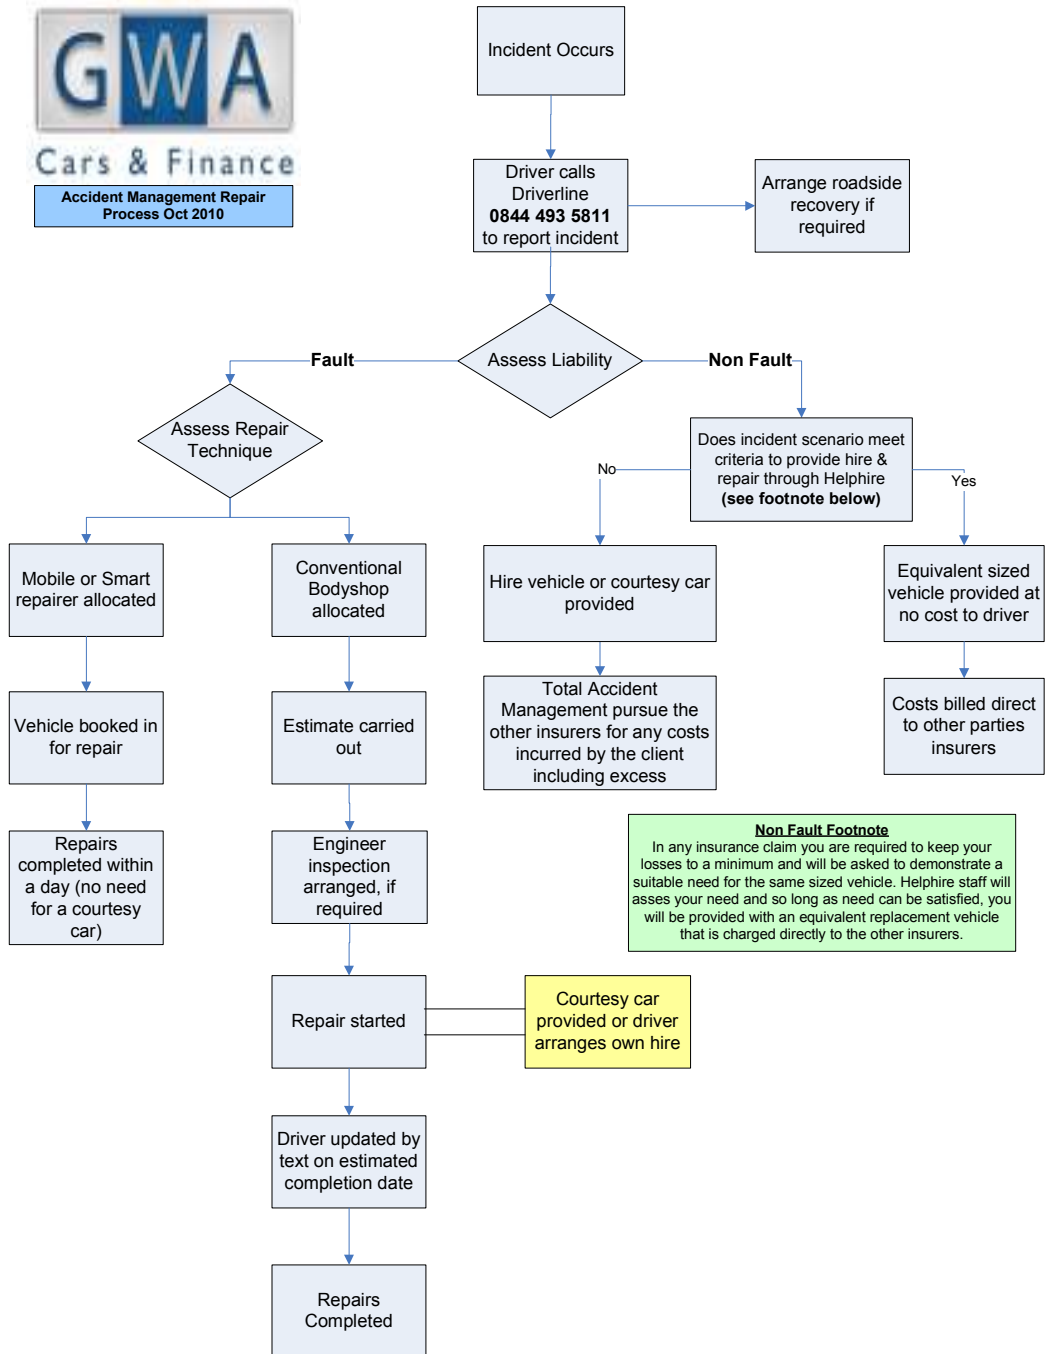 GWA
Cars & Finance
Accident Management Repair
Process Oct 2010
Incident Occurs
Driver calls
Driverline
0844 493 5811
to report incident
Arrange roadside
recovery if
required
Assess Liability
Fault
Non Fault
Assess Repair
Technique
Does incident scenario meet
criteria to provide hire &
repair through Helphire
(see footnote below)
No
Yes
Mobile or Smart
repairer allocated
Conventional
Bodyshop
allocated
Hire vehicle or courtesy car
provided
Equivalent sized
vehicle provided at
no cost to driver
Vehicle booked in
for repair
Estimate carried
out
Total Accident
Management pursue the
other insurers for any costs
incurred by the client
including excess
Costs billed direct
to other parties
insurers
Repairs
completed within
a day (no need
for a courtesy
car)
Engineer
inspection
arranged, if
required
Non Fault Footnote
In any insurance claim you are required to keep your
losses to a minimum and will be asked to demonstrate a
suitable need for the same sized vehicle. Helphire staff will
asses your need and so long as need can be satisfied, you
will be provided with an equivalent replacement vehicle
that is charged directly to the other insurers.
Repair started
Courtesy car
provided or driver
arranges own hire
Driver updated by
text on estimated
completion date
Repairs
Completed